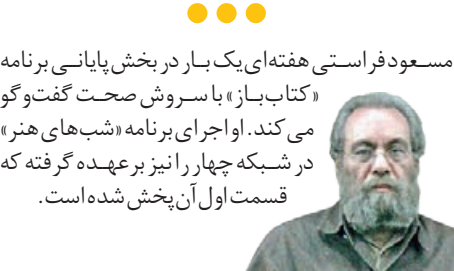 مسعود فراستی هفته‌ای یک بار در بخش پایانی برنامه
«کتاب‌باز» با سروش صحت گفت‌وگو
می‌کند. او اجرای برنامه «شب‌های هنر»
در شبکه چهار را نیز بر عهده گرفته که
قسمت اول آن پخش شده است.